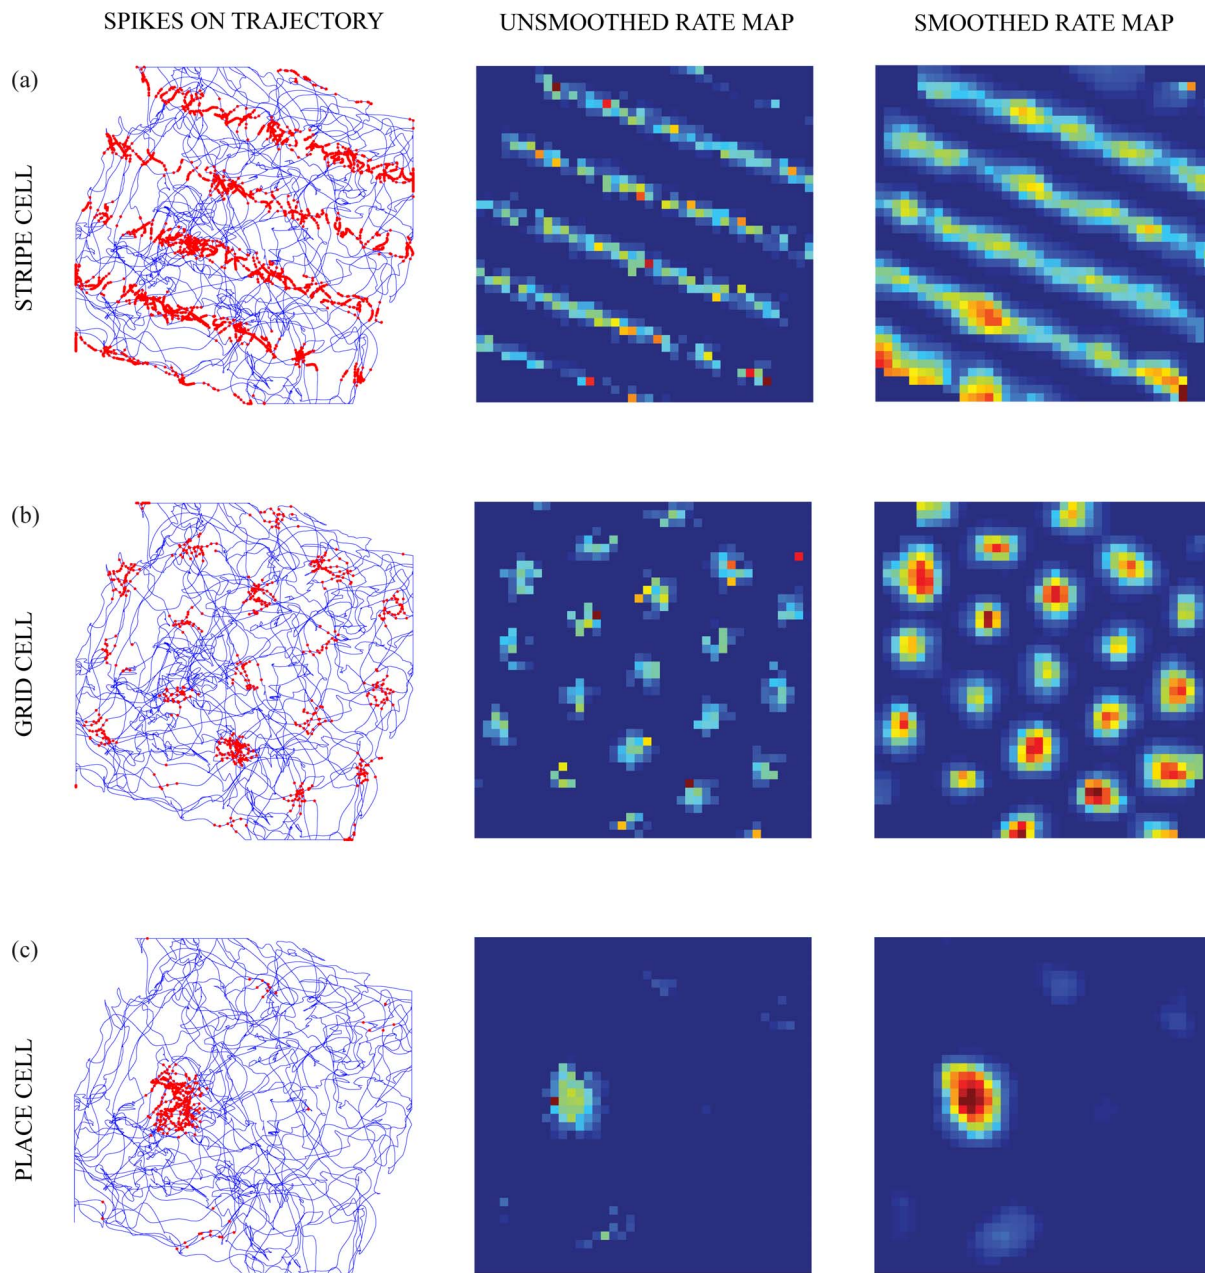 SPIKES ON TRAJECTORY
UNSMOOTHED RATE MAP
SMOOTHED RATE MAP
(a)
STRIPE CELL
(b)
GRID CELL
(c)
PLACE CELL